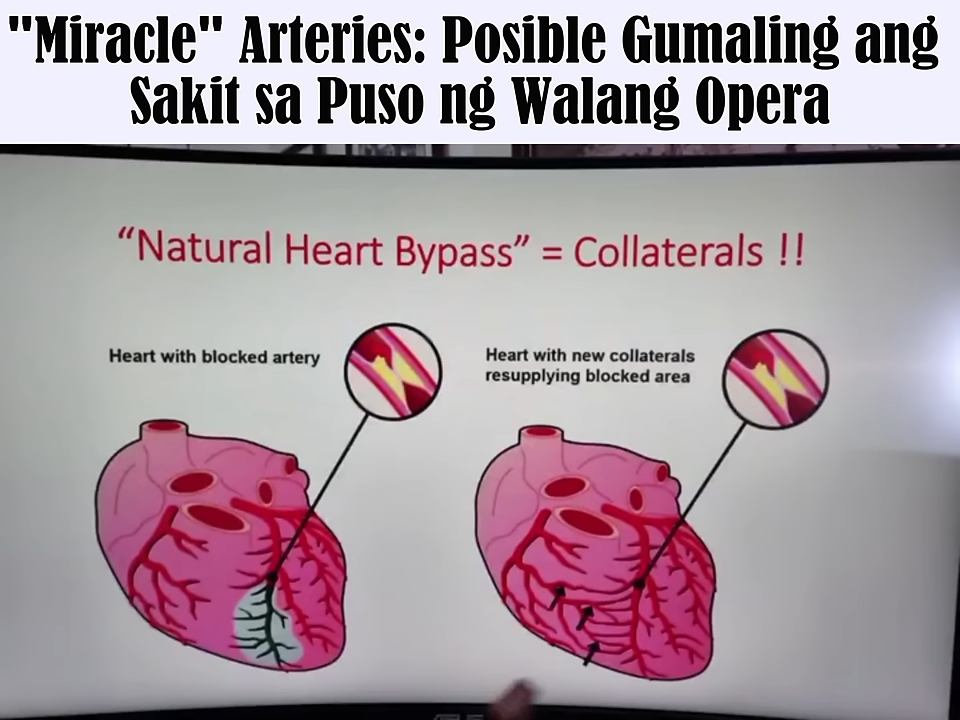 "Miracle" Arteries: Posible Gumaling ang
Sakit sa Puso ng Walang Opera
"Natural Heart Bypass" = Collaterals !!
Heart with blocked artery
Heart with new collaterals
resupplying blocked area